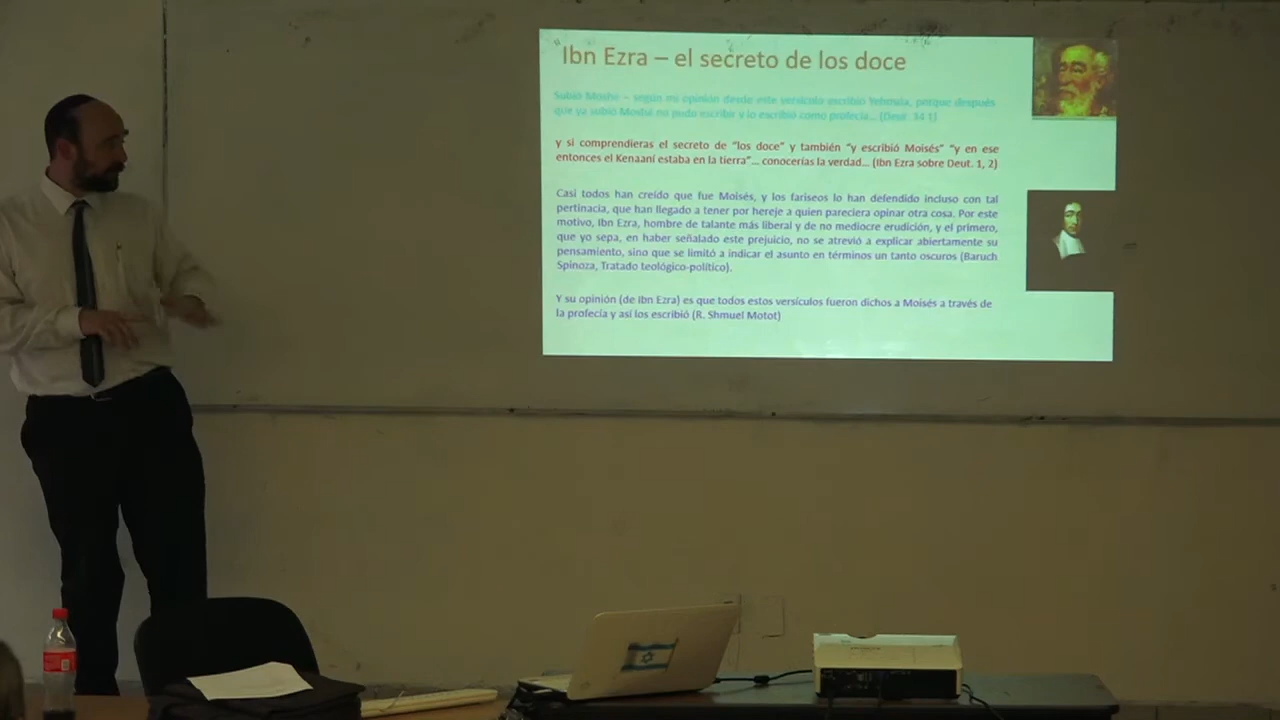 Ibn Ezra – el secreto de los doce
Subió Moshé – según mi opinión desde este versículo escribió Yehoshúa, porque después
que ya subió Moshé no pudo escribir y lo escribió como profecía... (Deut. 34 1)
y si comprendieras el secreto de "los doce" y también "y escribió Moisés" "y en ese
entonces el Kenaaní estaba en la tierra"... conocerías la verdad... (Ibn Ezra sobre Deut. 1, 2)
Casi todos han creído que fue Moisés, y los fariseos lo han defendido incluso con tal
pertinacia, que han llegado a tener por hereje a quien pareciera opinar otra cosa. Por este
motivo, Ibn Ezra, hombre de talante más liberal y de no mediocre erudición, y el primero,
que yo sepa, en haber señalado este prejuicio, no se atrevió a explicar abiertamente su
pensamiento, sino que se limitó a indicar el asunto en términos un tanto oscuros (Baruch
Spinoza, Tratado teológico-político).
Y su opinión (de Ibn Ezra) es que todos estos versículos fueron dichos a Moisés a través de
la profecía y así los escribió (R. Shmuel Motot)